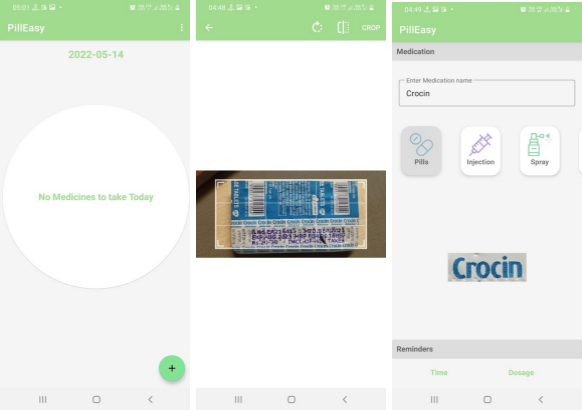 05:01
PillEasy
2022-05-14
No Medicines to take Today
+
04:48
CROP
Crocin Crocin Crocin Crocin Crocin
04:49
PillEasy
Medication
Enter Medication name
Crocin
Pills
Injection
Spray
Crocin
Reminders
Time
Dosage